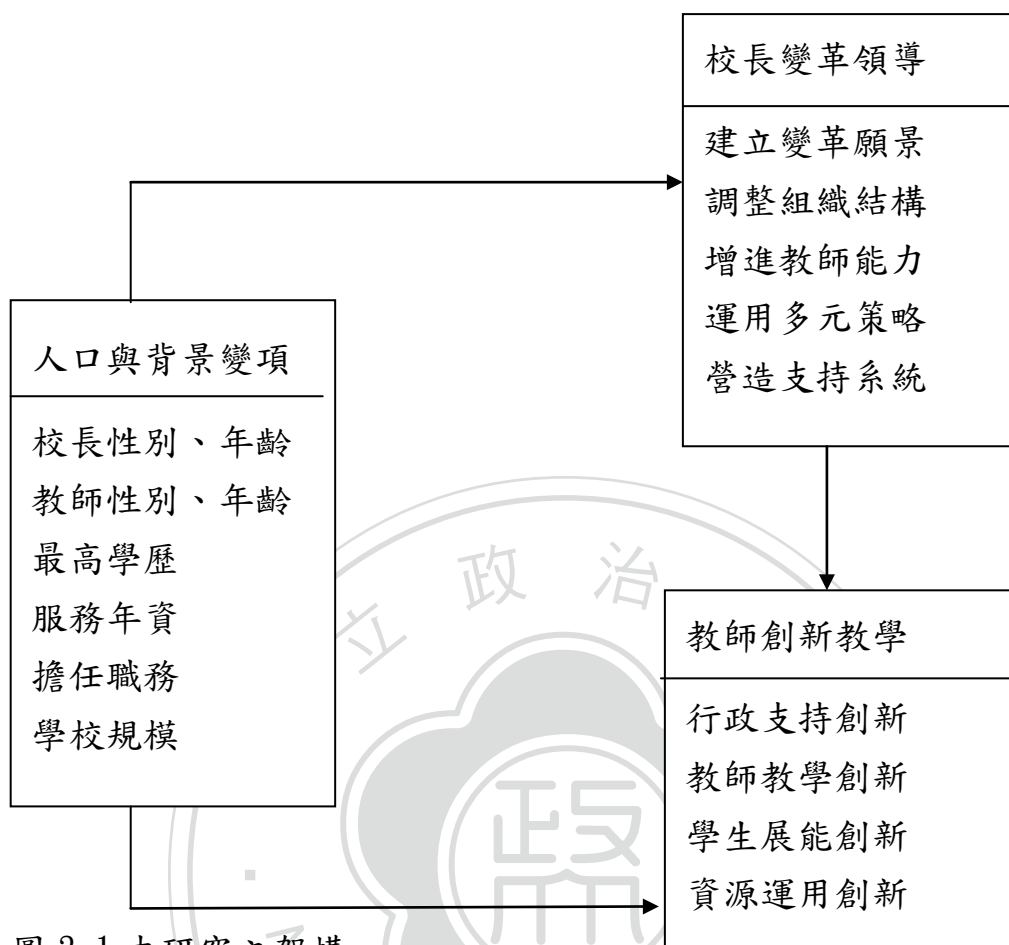 校長變革領導
建立變革願景
調整組織結構
增進教師能力
運用多元策略
營造支持系統
人口與背景變項
校長性別、年齡
教師性別、年齡
最高學歷
服務年資
擔任職務
學校規模
教師創新教學
行政支持創新
教師教學創新
學生展能創新
資源運用創新
立政治
政